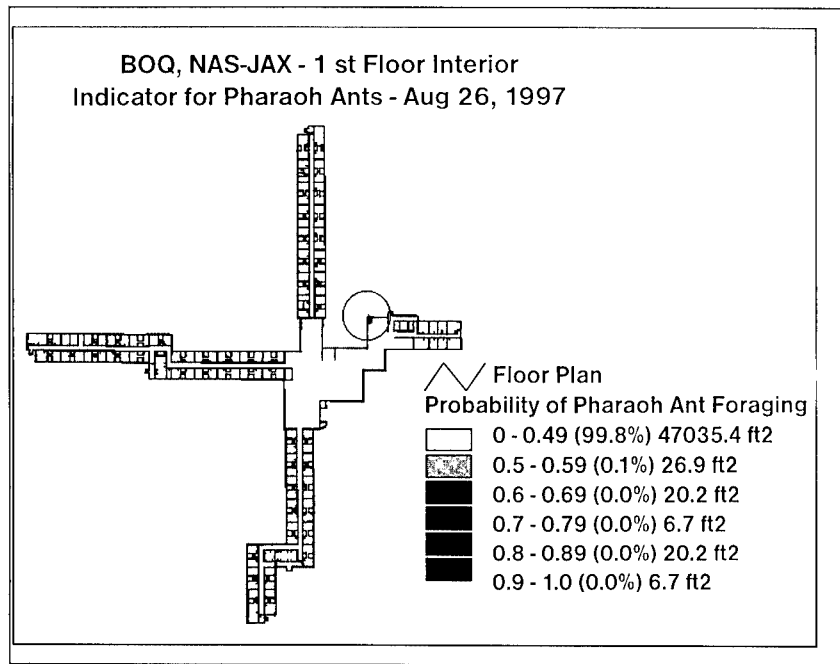 BOQ, NAS-JAX - 1 st Floor Interior
Indicator for Pharaoh Ants - Aug 26, 1997
Floor Plan
Probability of Pharaoh Ant Foraging
0 - 0.49 (99.8%) 47035.4 ft2
0.5 - 0.59 (0.1%) 26.9 ft2
0.6 - 0.69 (0.0%) 20.2 ft2
0.7 - 0.79 (0.0%) 6.7 ft2
0.8 - 0.89 (0.0%) 20.2 ft2
0.9 - 1.0 (0.0%) 6.7 ft2